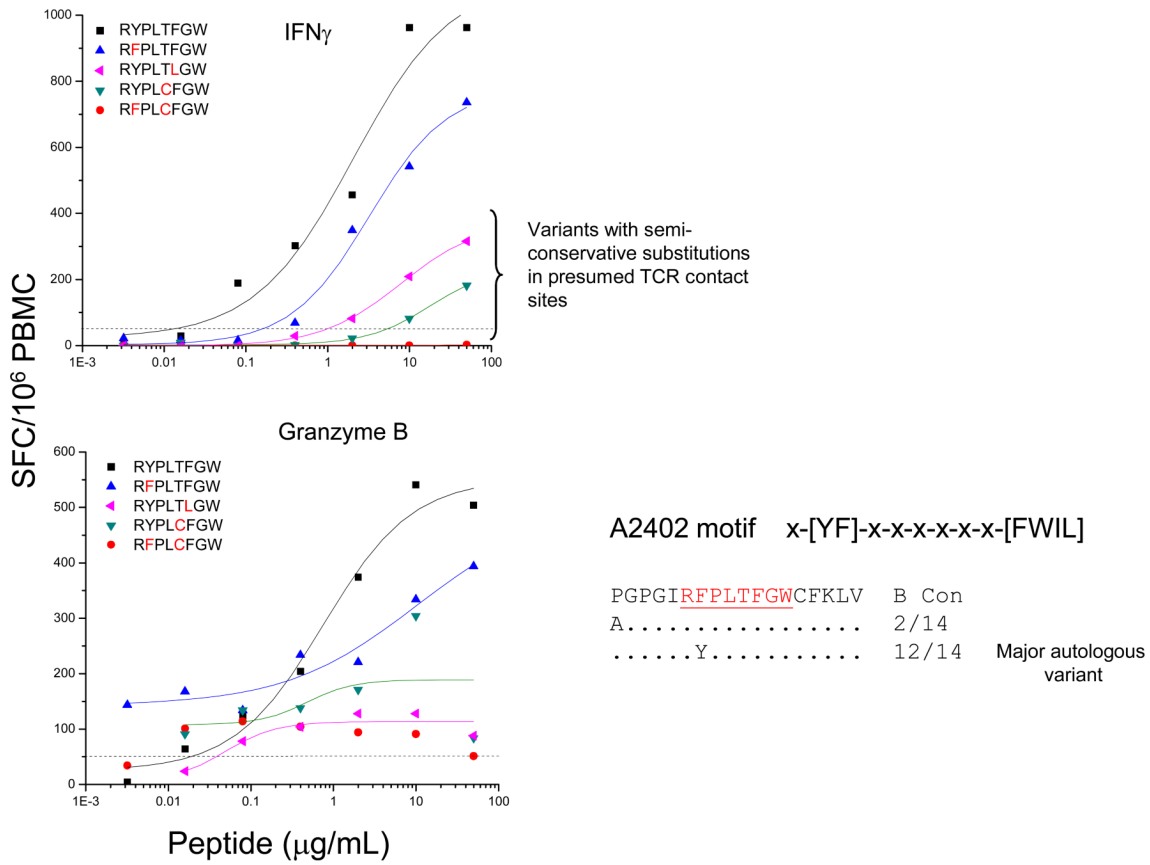 IFNγ
RYPLTFGW
RFPLTFGW
RYPLTLGW
RYPLCFGW
RFPLCFGW
1000
800
600
400
200
0
1E-3 0.01 0.1 1 10 100
Variants with semi-
conservative substitutions
in presumed TCR contact
sites
SFC/10⁶ PBMC
Granzyme B
RYPLTFGW
RFPLTFGW
RYPLTLGW
RYPLCFGW
RFPLCFGW
600
500
400
300
200
100
0
1E-3 0.01 0.1 1 10 100
Peptide (μg/mL)
A2402 motif x-[YF]-x-x-x-x-x-x-[FWIL]
PGPGIRFPLTFGWCFKLV B Con
A................. 2/14
......Y........... 12/14 Major autologous
variant